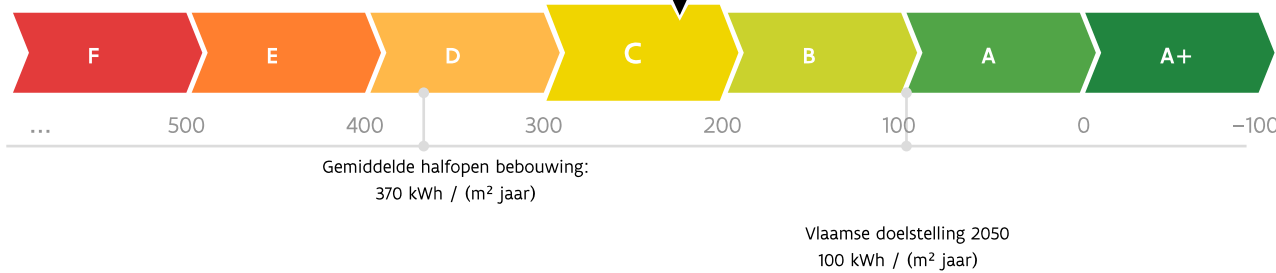 F E D C B A A+
... 500 400 300 200 100 0 −100
Gemiddelde halfopen bebouwing:
370 kWh / (m² jaar)
Vlaamse doelstelling 2050
100 kWh / (m² jaar)